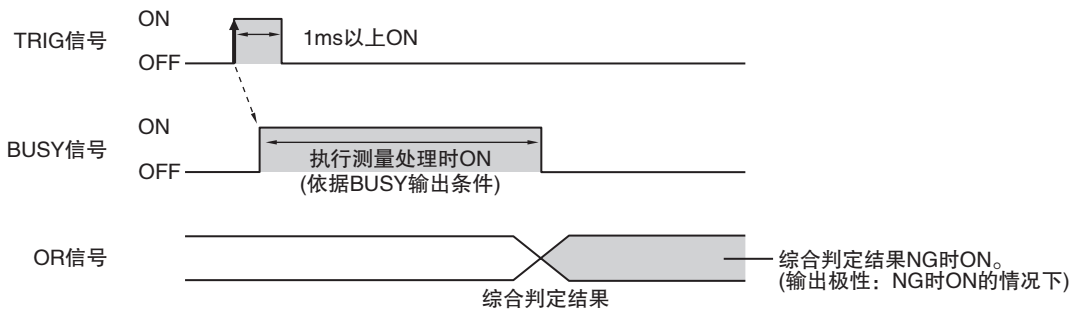 ON
TRIG信号
1ms以上ON
OFF
ON
BUSY信号
执行测量处理时ON
OFF
(依据BUSY输出条件)
OR信号
综合判定结果NG时ON。
(输出极性：NG时ON的情况下)
综合判定结果